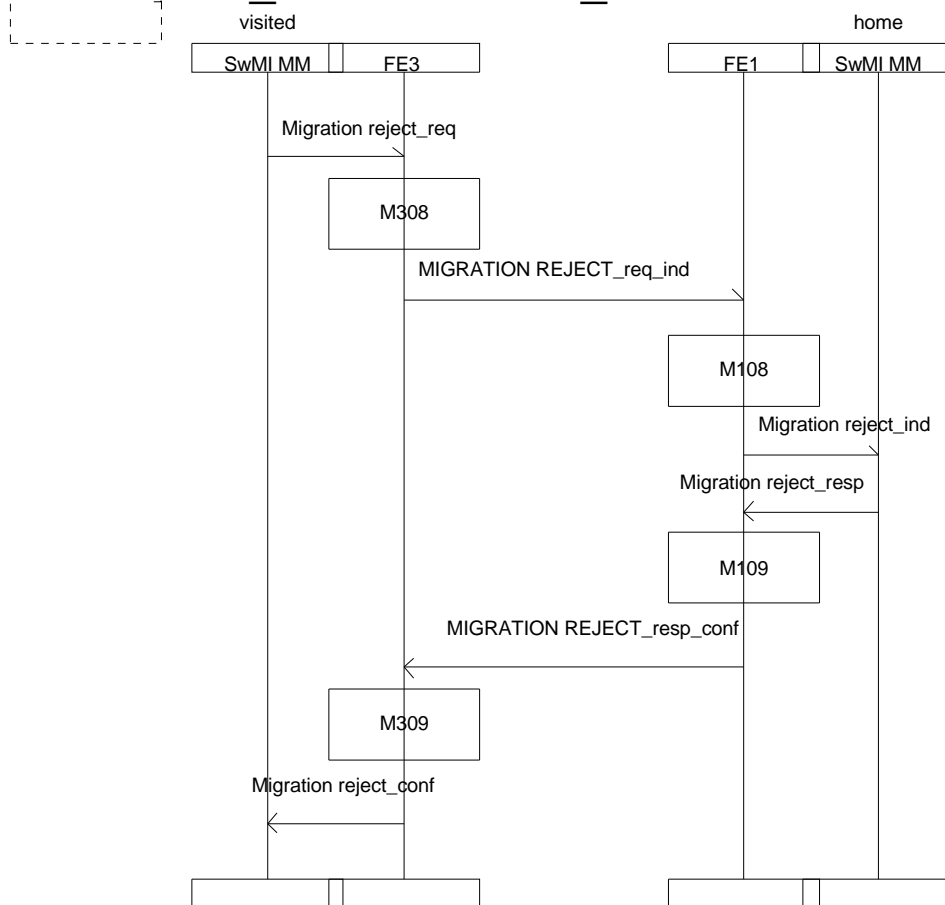 visited
home
SwMI MM
FE3
FE1
SwMI MM
Migration reject_req
M308
MIGRATION REJECT_req_ind
M108
Migration reject_ind
Migration reject_resp
M109
MIGRATION REJECT_resp_conf
M309
Migration reject_conf